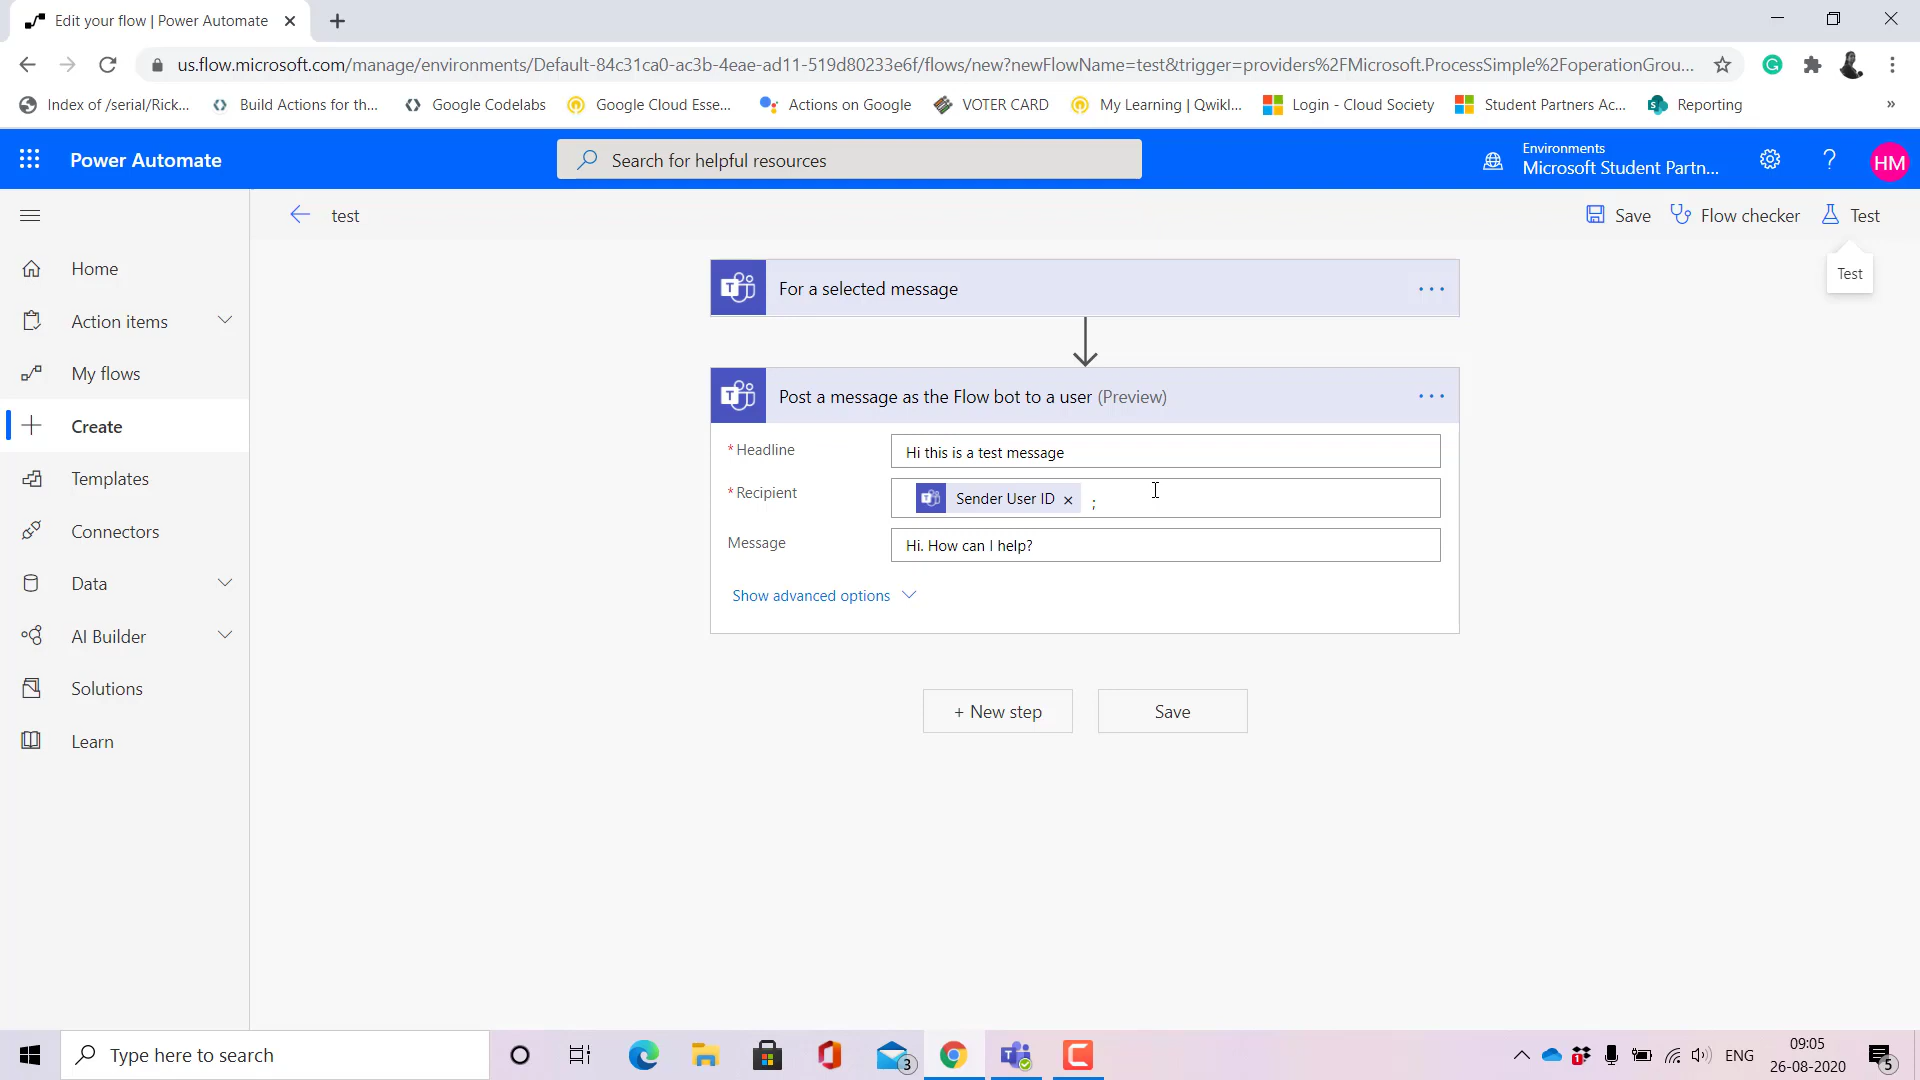 Edit your flow | Power Automate
us.flow.microsoft.com/manage/environments/Default-84c31ca0-ac3b-4eae-ad11-519d80233e6f/flows/new?newFlowName=test&trigger=providers%2FMicrosoft.ProcessSimple%2FoperationGrou...
Index of /serial/Rick...
Build Actions for th...
Google Codelabs
Google Cloud Esse...
Actions on Google
VOTER CARD
My Learning | Qwikl...
Login - Cloud Society
Student Partners Ac...
Reporting
»
Power Automate
Search for helpful resources
Environments
Microsoft Student Partn...
?
HM
test
Save
Flow checker
Test
Test
Home
Action items
My flows
Create
Templates
Connectors
Data
AI Builder
Solutions
Learn
For a selected message
...
Post a message as the Flow bot to a user (Preview)
...
* Headline
Hi this is a test message
* Recipient
Sender User ID × ;
Message
Hi. How can I help?
Show advanced options
+ New step
Save
Type here to search
3
1
ENG
09:05
26-08-2020
5